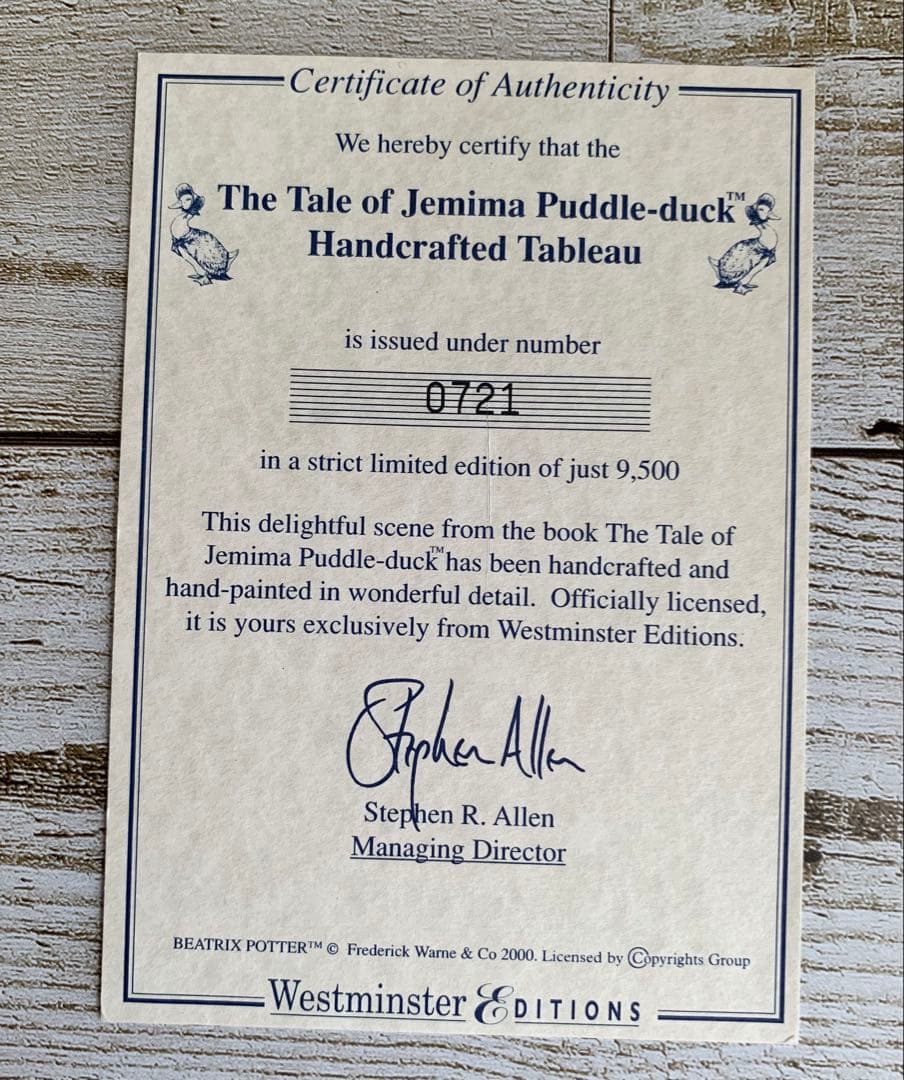 Certificate of Authenticity
We hereby certify that the
The Tale of Jemima Puddle-duck™
Handcrafted Tableau
is issued under number
0721
in a strict limited edition of just 9,500
This delightful scene from the book The Tale of
Jemima Puddle-duck™ has been handcrafted and
hand-painted in wonderful detail. Officially licensed,
it is yours exclusively from Westminster Editions.
Stephen Allen
Stephen R. Allen
Managing Director
BEATRIX POTTER™ © Frederick Warne & Co 2000. Licensed by ©opyrights Group
Westminster EDITIONS